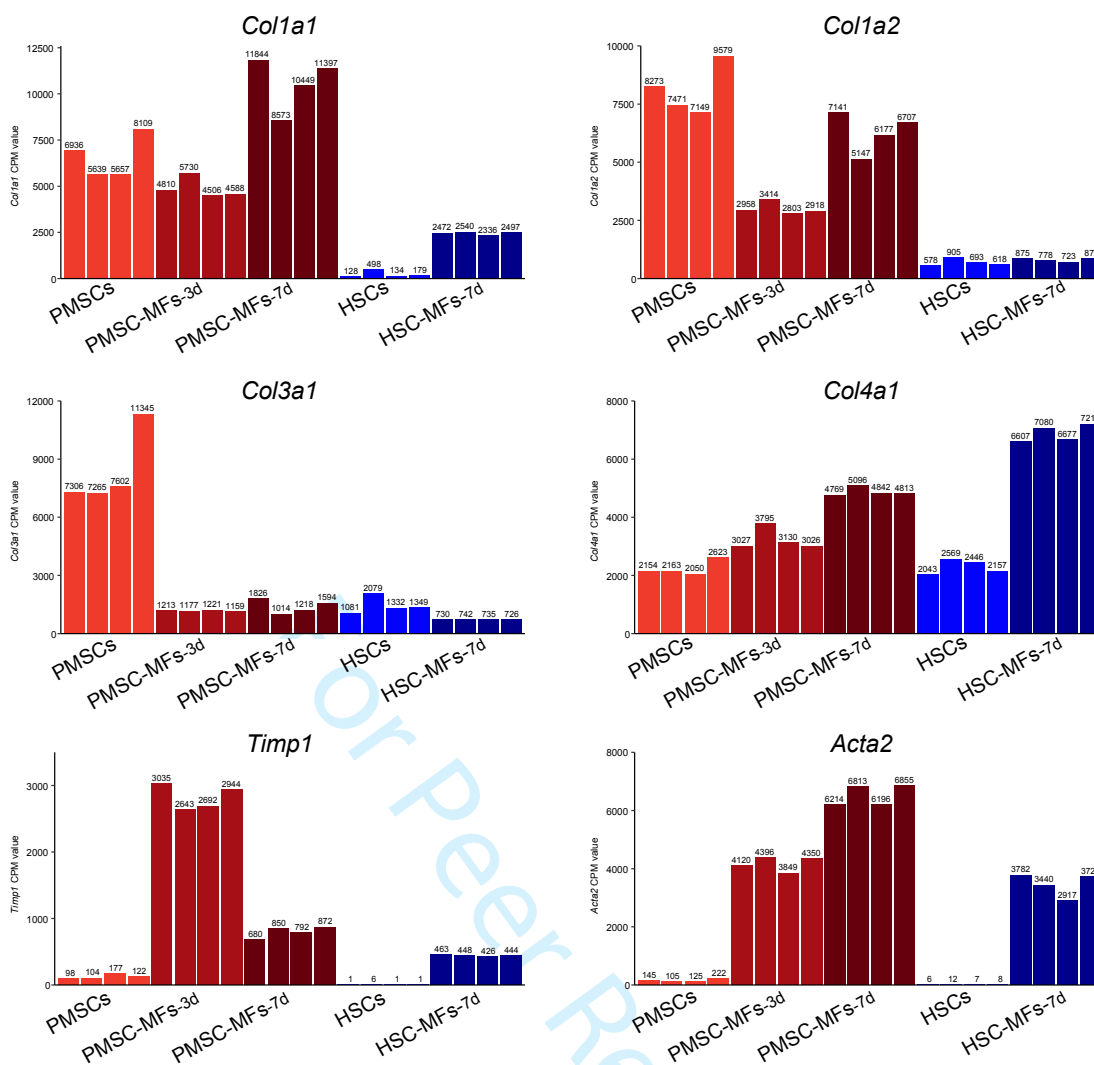 Col1a1
Col1a1 CPM value
12500
10000
7500
5000
2500
0
6936 5639 5657 8109 4810 5730 4506 4588 11844 8573 10449 11397 128 498 134 179 2472 2540 2336 2497
PMSCs PMSC-MFs-3d PMSC-MFs-7d HSCs HSC-MFs-7d
Col1a2
Col1a2 CPM value
10000
7500
5000
2500
0
8273 7471 7149 9579 2958 3414 2803 2918 7141 5147 6177 6707 578 905 693 618 875 778 723 87
PMSCs PMSC-MFs-3d PMSC-MFs-7d HSCs HSC-MFs-7d
Col3a1
Col3a1 CPM value
12000
9000
6000
3000
0
7306 7265 7602 11345 1213 1177 1221 1159 1826 1014 1218 1594 1081 2079 1332 1349 730 742 735 726
PMSCs PMSC-MFs-3d PMSC-MFs-7d HSCs HSC-MFs-7d
Col4a1
Col4a1 CPM value
8000
6000
4000
2000
0
2154 2163 2050 2623 3027 3795 3130 3026 4769 5096 4842 4813 2043 2569 2446 2157 6607 7080 6677 721
PMSCs PMSC-MFs-3d PMSC-MFs-7d HSCs HSC-MFs-7d
Timp1
Timp1 CPM value
3000
2000
1000
0
98 104 177 122 3035 2643 2692 2944 680 850 792 872 1 6 1 1 463 448 426 444
PMSCs PMSC-MFs-3d PMSC-MFs-7d HSCs HSC-MFs-7d
Acta2
Acta2 CPM value
8000
6000
4000
2000
0
145 105 125 222 4120 4396 3849 4350 6214 6813 6196 6855 6 12 7 8 3782 3440 2917 372
PMSCs PMSC-MFs-3d PMSC-MFs-7d HSCs HSC-MFs-7d
or Peer Re